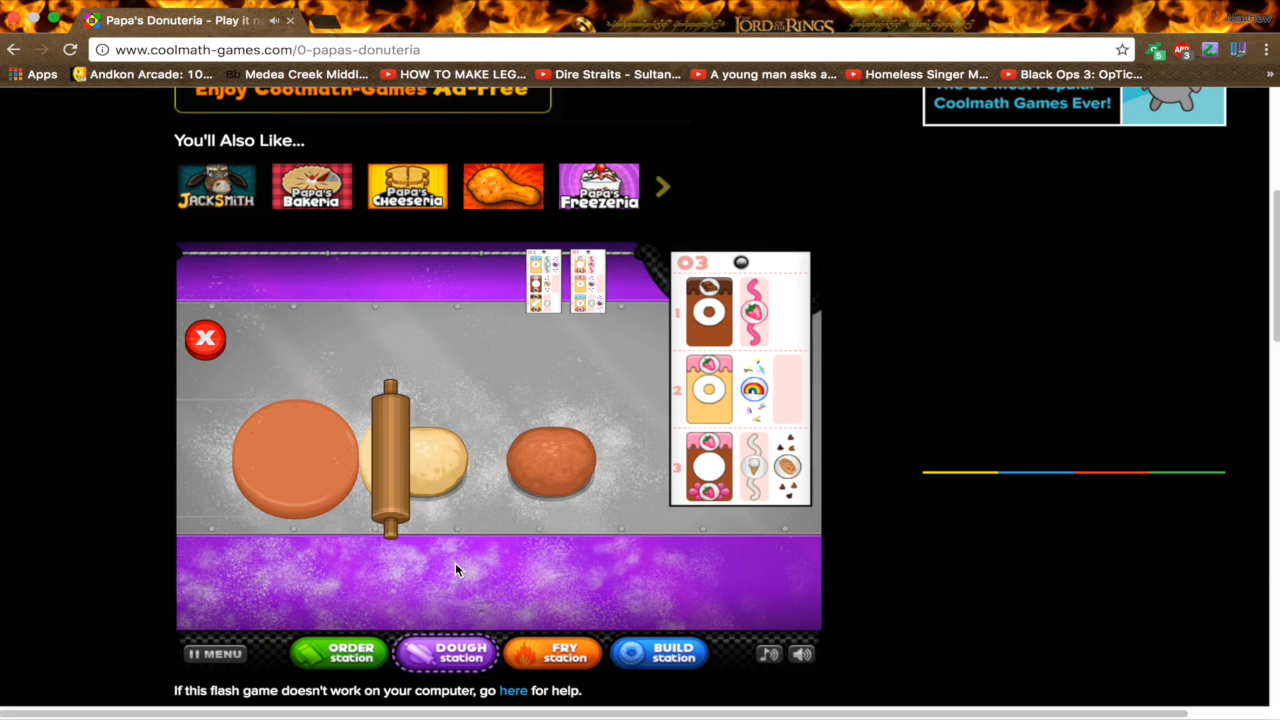 Papa's Donuteria - Play it n
THE LORD OF THE RINGS
Matthew
www.coolmath-games.com/0-papas-donuteria
6
3
Apps
Andkon Arcade: 10...
Medea Creek Middl...
HOW TO MAKE LEG...
Dire Straits - Sultan...
A young man asks a...
Homeless Singer M...
Black Ops 3: OpTic...
»
Enjoy Coolmath-Games Ad-Free
Coolmath Games Ever!
You'll Also Like...
JACKSMITH
Papa's Bakeria
Papa's Cheeseria
Papa's Freezeria
03
1
2
3
X
MENU
ORDER station
DOUGH station
FRY station
BUILD station
If this flash game doesn't work on your computer, go here for help.